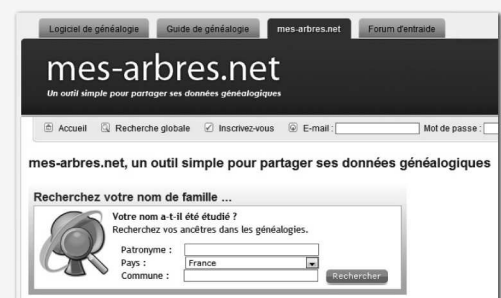 Logiciel de généalogie Guide de généalogie mes-arbres.net Forum d'entraide
mes-arbres.net
Un outil simple pour partager ses données généalogiques
Accueil Recherche globale Inscrivez-vous E-mail : Mot de passe :
mes-arbres.net, un outil simple pour partager ses données généalogiques
Recherchez votre nom de famille ...
Votre nom a-t-il été étudié ?
Recherchez vos ancêtres dans les généalogies.
Patronyme :
Pays : France
Commune : Rechercher